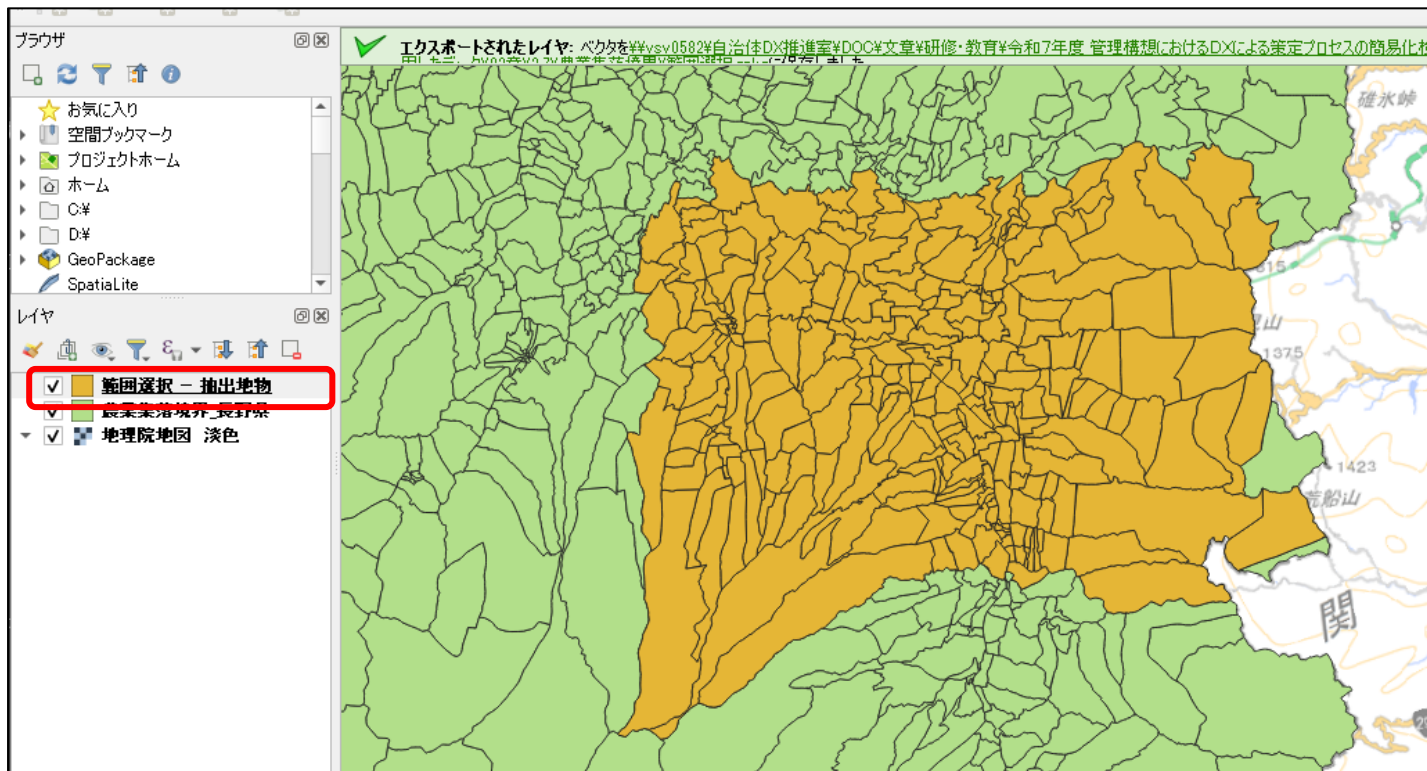 ブラウザ
エクスポートされたレイヤ: ベクタを¥¥vsv0582¥自治体DX推進室¥DOC¥文章¥研修・教育¥令和7年度_管理構想におけるDXによる策定プロセスの簡易化
碓氷峠
お気に入り
空間ブックマーク
プロジェクトホーム
ホーム
C:¥
D:¥
GeoPackage
SpatiaLite
レイヤ
範囲選択 — 抽出地物
農業集落境界_長野県
地理院地図 淡色
山
1375
1423
荒船山
関